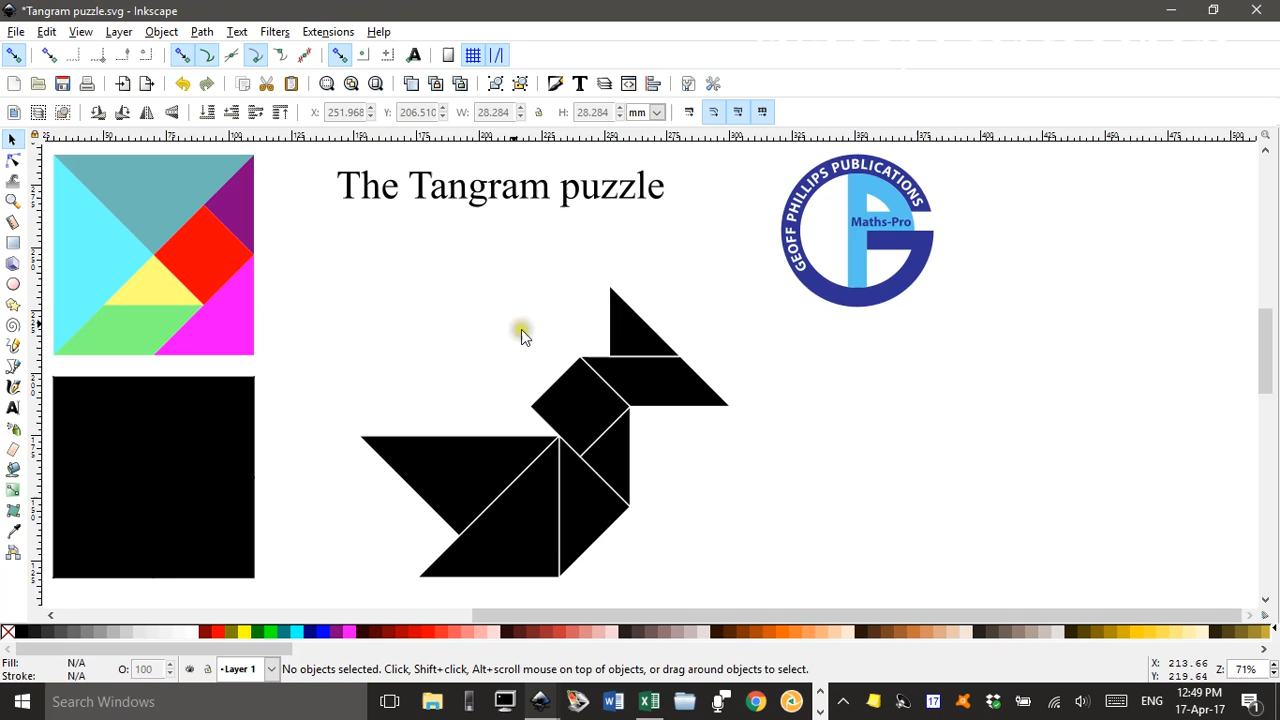 *Tangram puzzle.svg - Inkscape
File Edit View Layer Object Path Text Filters Extensions Help
X: 251.968 Y: 206.510 W: 28.284 H: 28.284 mm
The Tangram puzzle
GEOFF PHILLIPS PUBLICATIONS
Maths-Pro
Fill: N/A
Stroke: N/A
O: 100
Layer 1
No objects selected. Click, Shift+click, Alt+scroll mouse on top of objects, or drag around objects to select.
X: 213.66
Y: 219.64
Z: 71%
Search Windows
17
ENG
12:49 PM
17-Apr-17